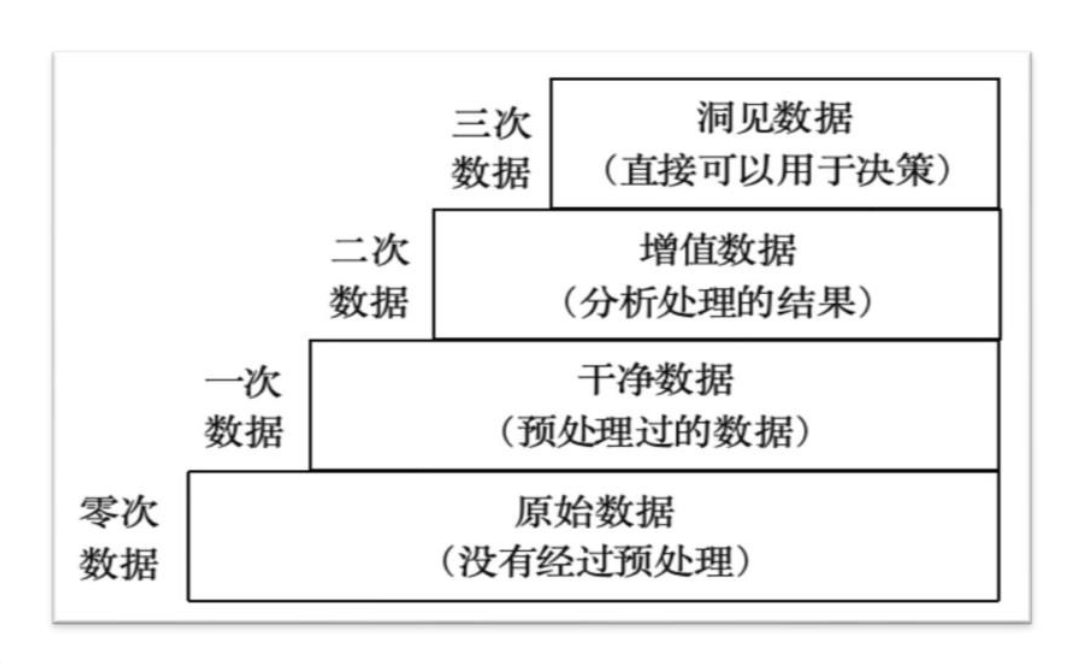 三次
数据
洞见数据
（直接可以用于决策）
二次
数据
增值数据
（分析处理的结果）
一次
数据
干净数据
（预处理过的数据）
零次
数据
原始数据
（没有经过预处理）